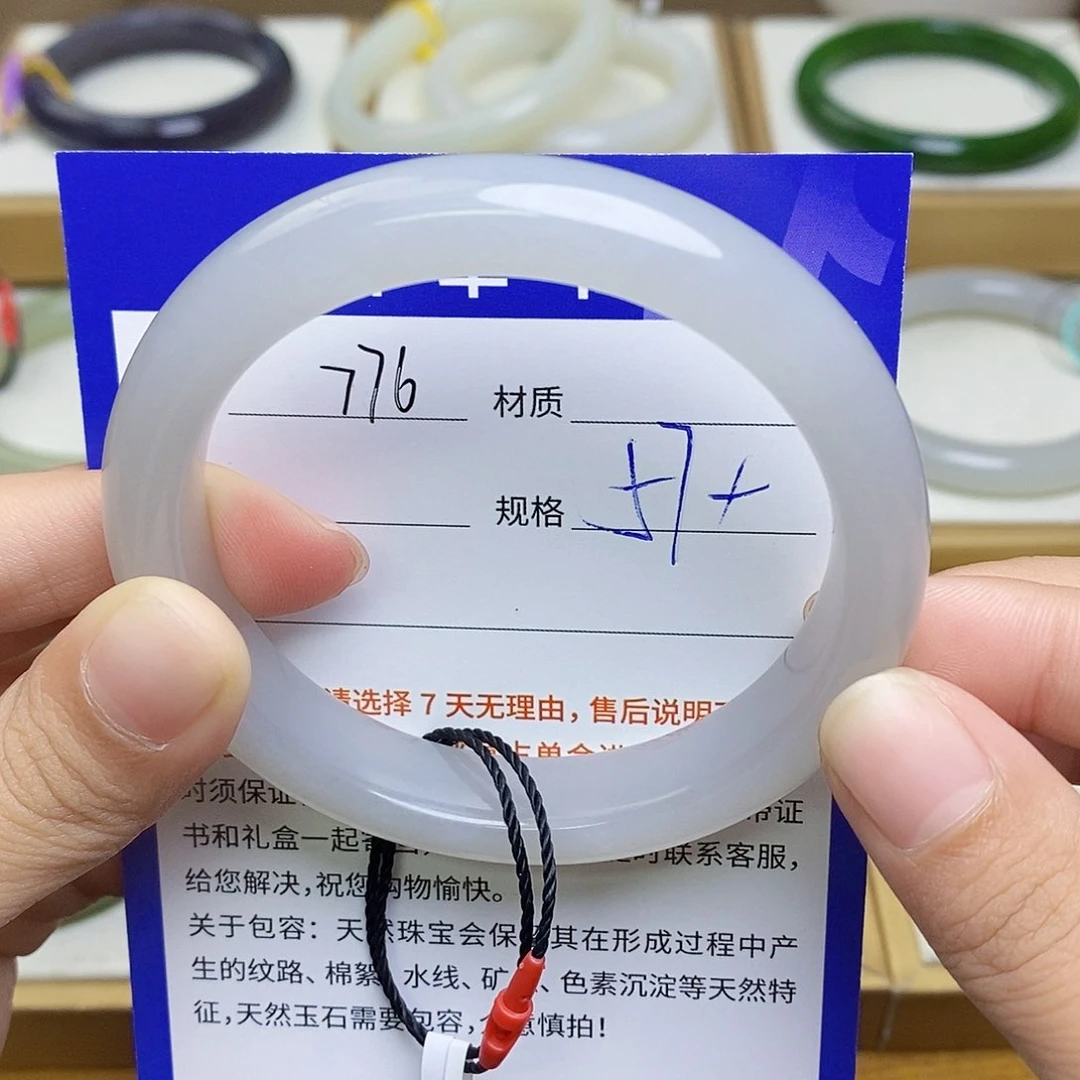 776 材质
规格 57+
请选择7天无理由,售后说明
时须保证 带证
书和礼盒一起寄 时联系客服,
给您解决,祝您购物愉快。
关于包容:天然珠宝会保 其在形成过程中产
生的纹路、棉絮、水线、矿 、色素沉淀等天然特
征,天然玉石需要包容, 慎拍!